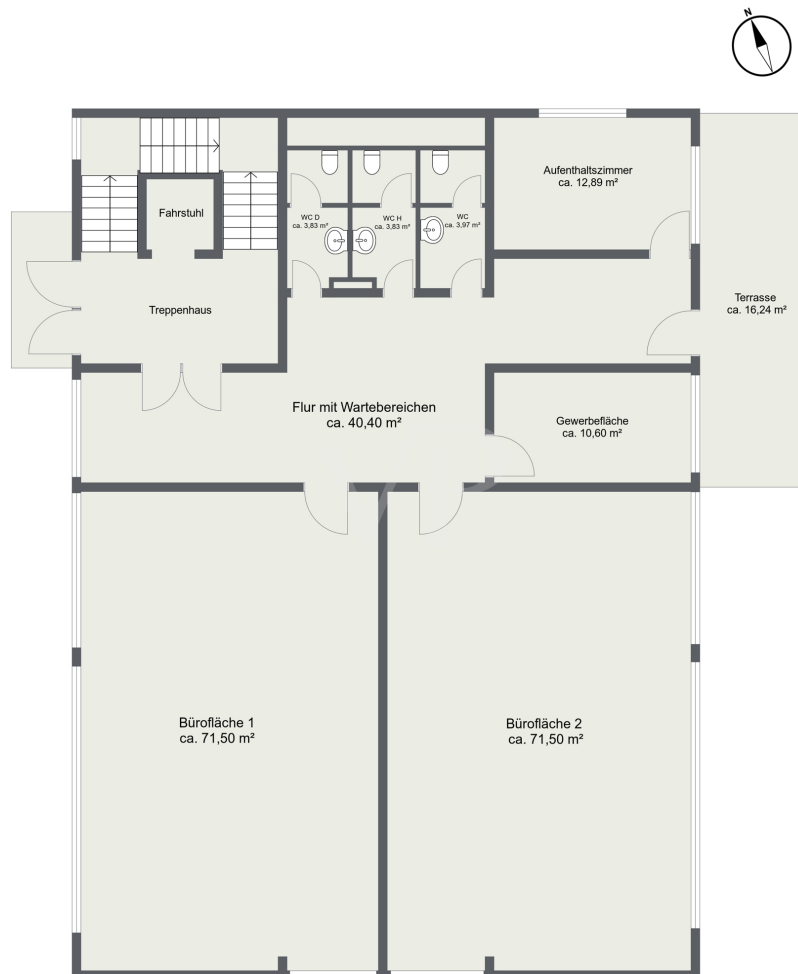 N
Aufenthaltszimmer
ca. 12,89 m²
Fahrstuhl
WC D
ca. 3,83 m²
WC H
ca. 3,83 m²
WC
ca. 3,97 m²
Treppenhaus
Terrasse
ca. 16,24 m²
Flur mit Wartebereichen
ca. 40,40 m²
Gewerbefläche
ca. 10,60 m²
Bürofläche 1
ca. 71,50 m²
Bürofläche 2
ca. 71,50 m²